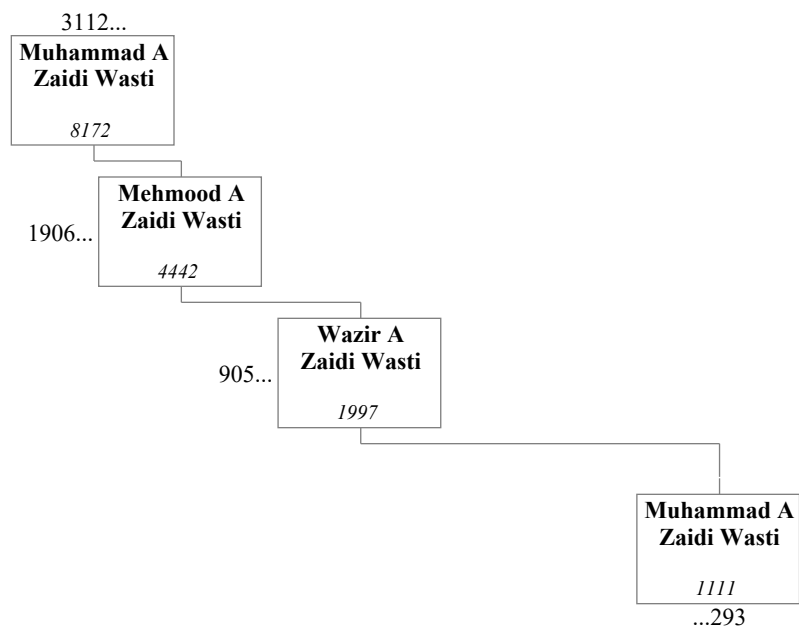 3112...
Muhammad A
Zaidi Wasti
8172
Mehmood A
Zaidi Wasti
1906...
4442
Wazir A
Zaidi Wasti
905...
1997
Muhammad A
Zaidi Wasti
1111
...293